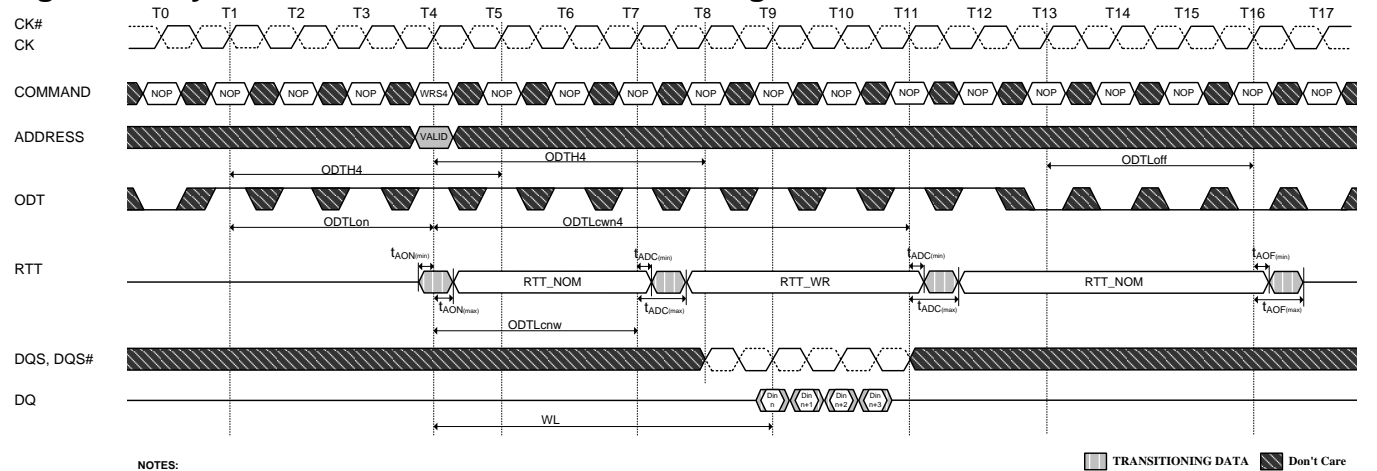 T0 T1 T2 T3 T4 T5 T6 T7 T8 T9 T10 T11 T12 T13 T14 T15 T16 T17
CK#
CK
COMMAND NOP NOP NOP NOP WRS4 NOP NOP NOP NOP NOP NOP NOP NOP NOP NOP NOP NOP NOP
ADDRESS VALID
ODTH4 ODTH4 ODTLoff
ODT
ODTLon ODTLcwn4
tAON(min) tADC(min) tADC(min) tAOF(min)
RTT RTT_NOM RTT_WR RTT_NOM
tAON(max) tADC(max) tADC(max) tAOF(max)
ODTLcnw
DQS, DQS#
DQ Din n Din n+1 Din n+2 Din n+3
WL
NOTES: TRANSITIONING DATA Don't Care